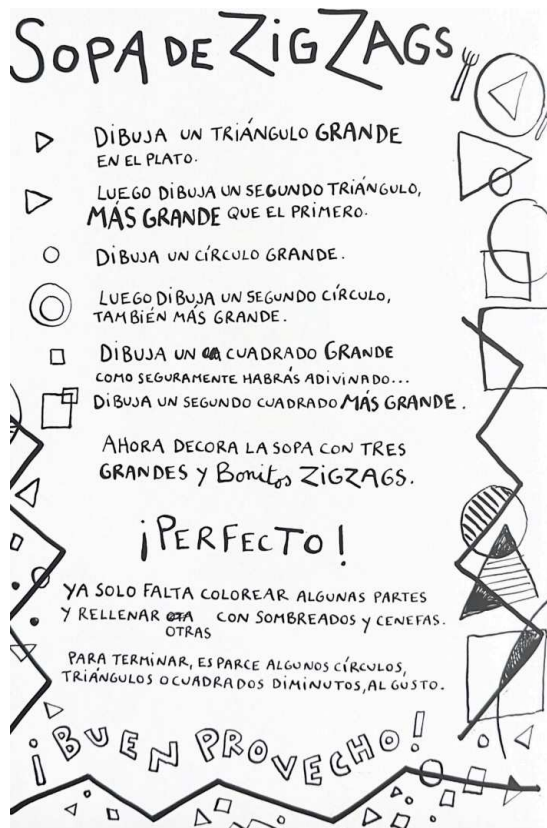 SOPA DE ZiGZAGS
DIBUJA UN TRIÁNGULO GRANDE
EN EL PLATO.
LUEGO DIBUJA UN SEGUNDO TRIÁNGULO,
MÁS GRANDE QUE EL PRIMERO.
DIBUJA UN CÍRCULO GRANDE.
LUEGO DIBUJA UN SEGUNDO CÍRCULO,
TAMBIÉN MÁS GRANDE.
DIBUJA UN CUADRADO GRANDE
COMO SEGURAMENTE HABRÁS ADIVINADO...
DIBUJA UN SEGUNDO CUADRADO MÁS GRANDE.
AHORA DECORA LA SOPA CON TRES
GRANDES Y Bonitos ZIGZAGS.
¡PERFECTO!
YA SOLO FALTA COLOREAR ALGUNAS PARTES
Y RELLENAR OTRAS CON SOMBREADOS Y CENEFAS.
PARA TERMINAR, ESPARCE ALGUNOS CÍRCULOS,
TRIÁNGULOS O CUADRADOS DIMINUTOS, AL GUSTO.
¡BUEN PROVECHO!